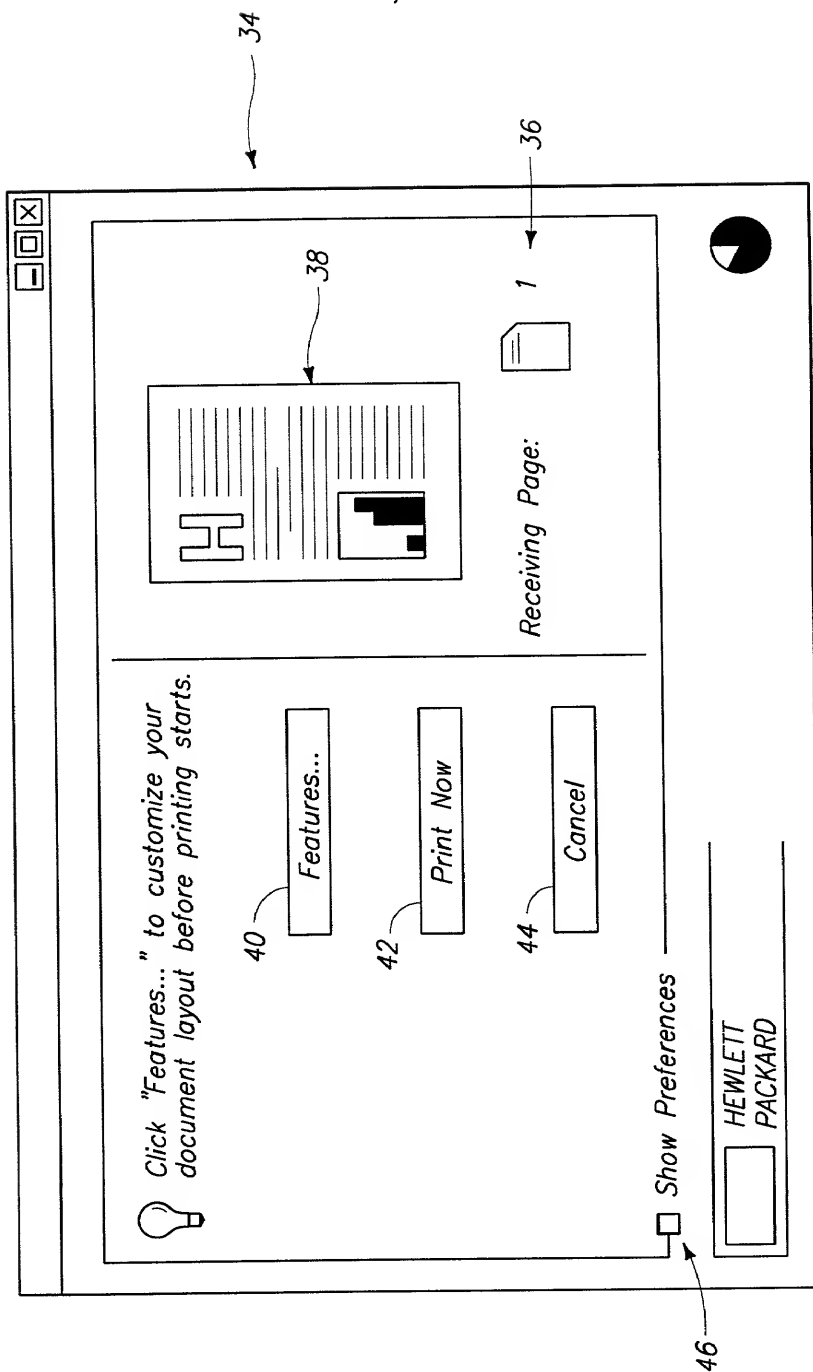 34
Click "Features..." to customize your
document layout before printing starts.
38
H
40
Features...
42
Print Now
44
Cancel
Receiving Page:
1
36
Show Preferences
46
HEWLETT
PACKARD